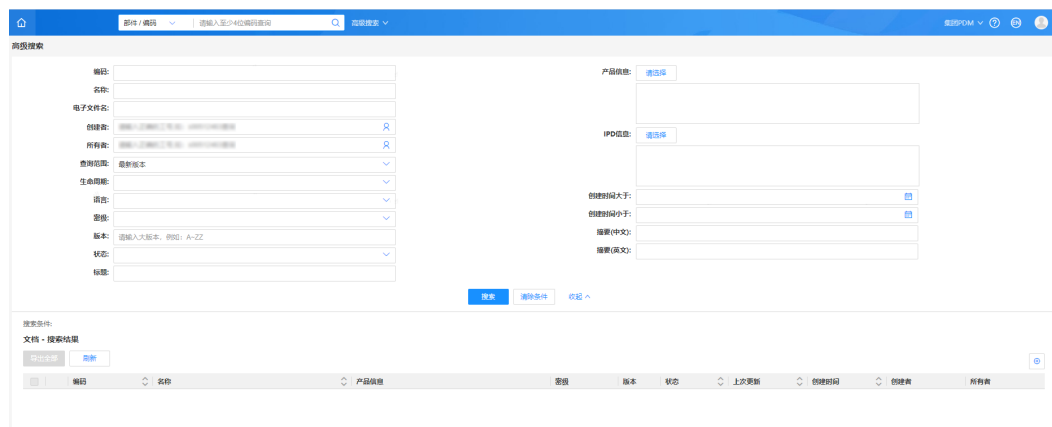 部件 / 编码 请输入至少4位编码查询 高级搜索 集团PDM ? EN
高级搜索
编码:
名称:
电子文件名:
创建者:
所有者:
查询范围: 最新版本
生命周期:
语言:
密级:
版本: 请输入大版本，例如：A-ZZ
状态:
标题:
产品信息: 请选择
IPD信息: 请选择
创建时间大于:
创建时间小于:
摘要(中文):
摘要(英文):
搜索 清除条件 收起
搜索条件:
文档 - 搜索结果
导出全部 刷新
编码 名称 产品信息 密级 版本 状态 上次更新 创建时间 创建者 所有者